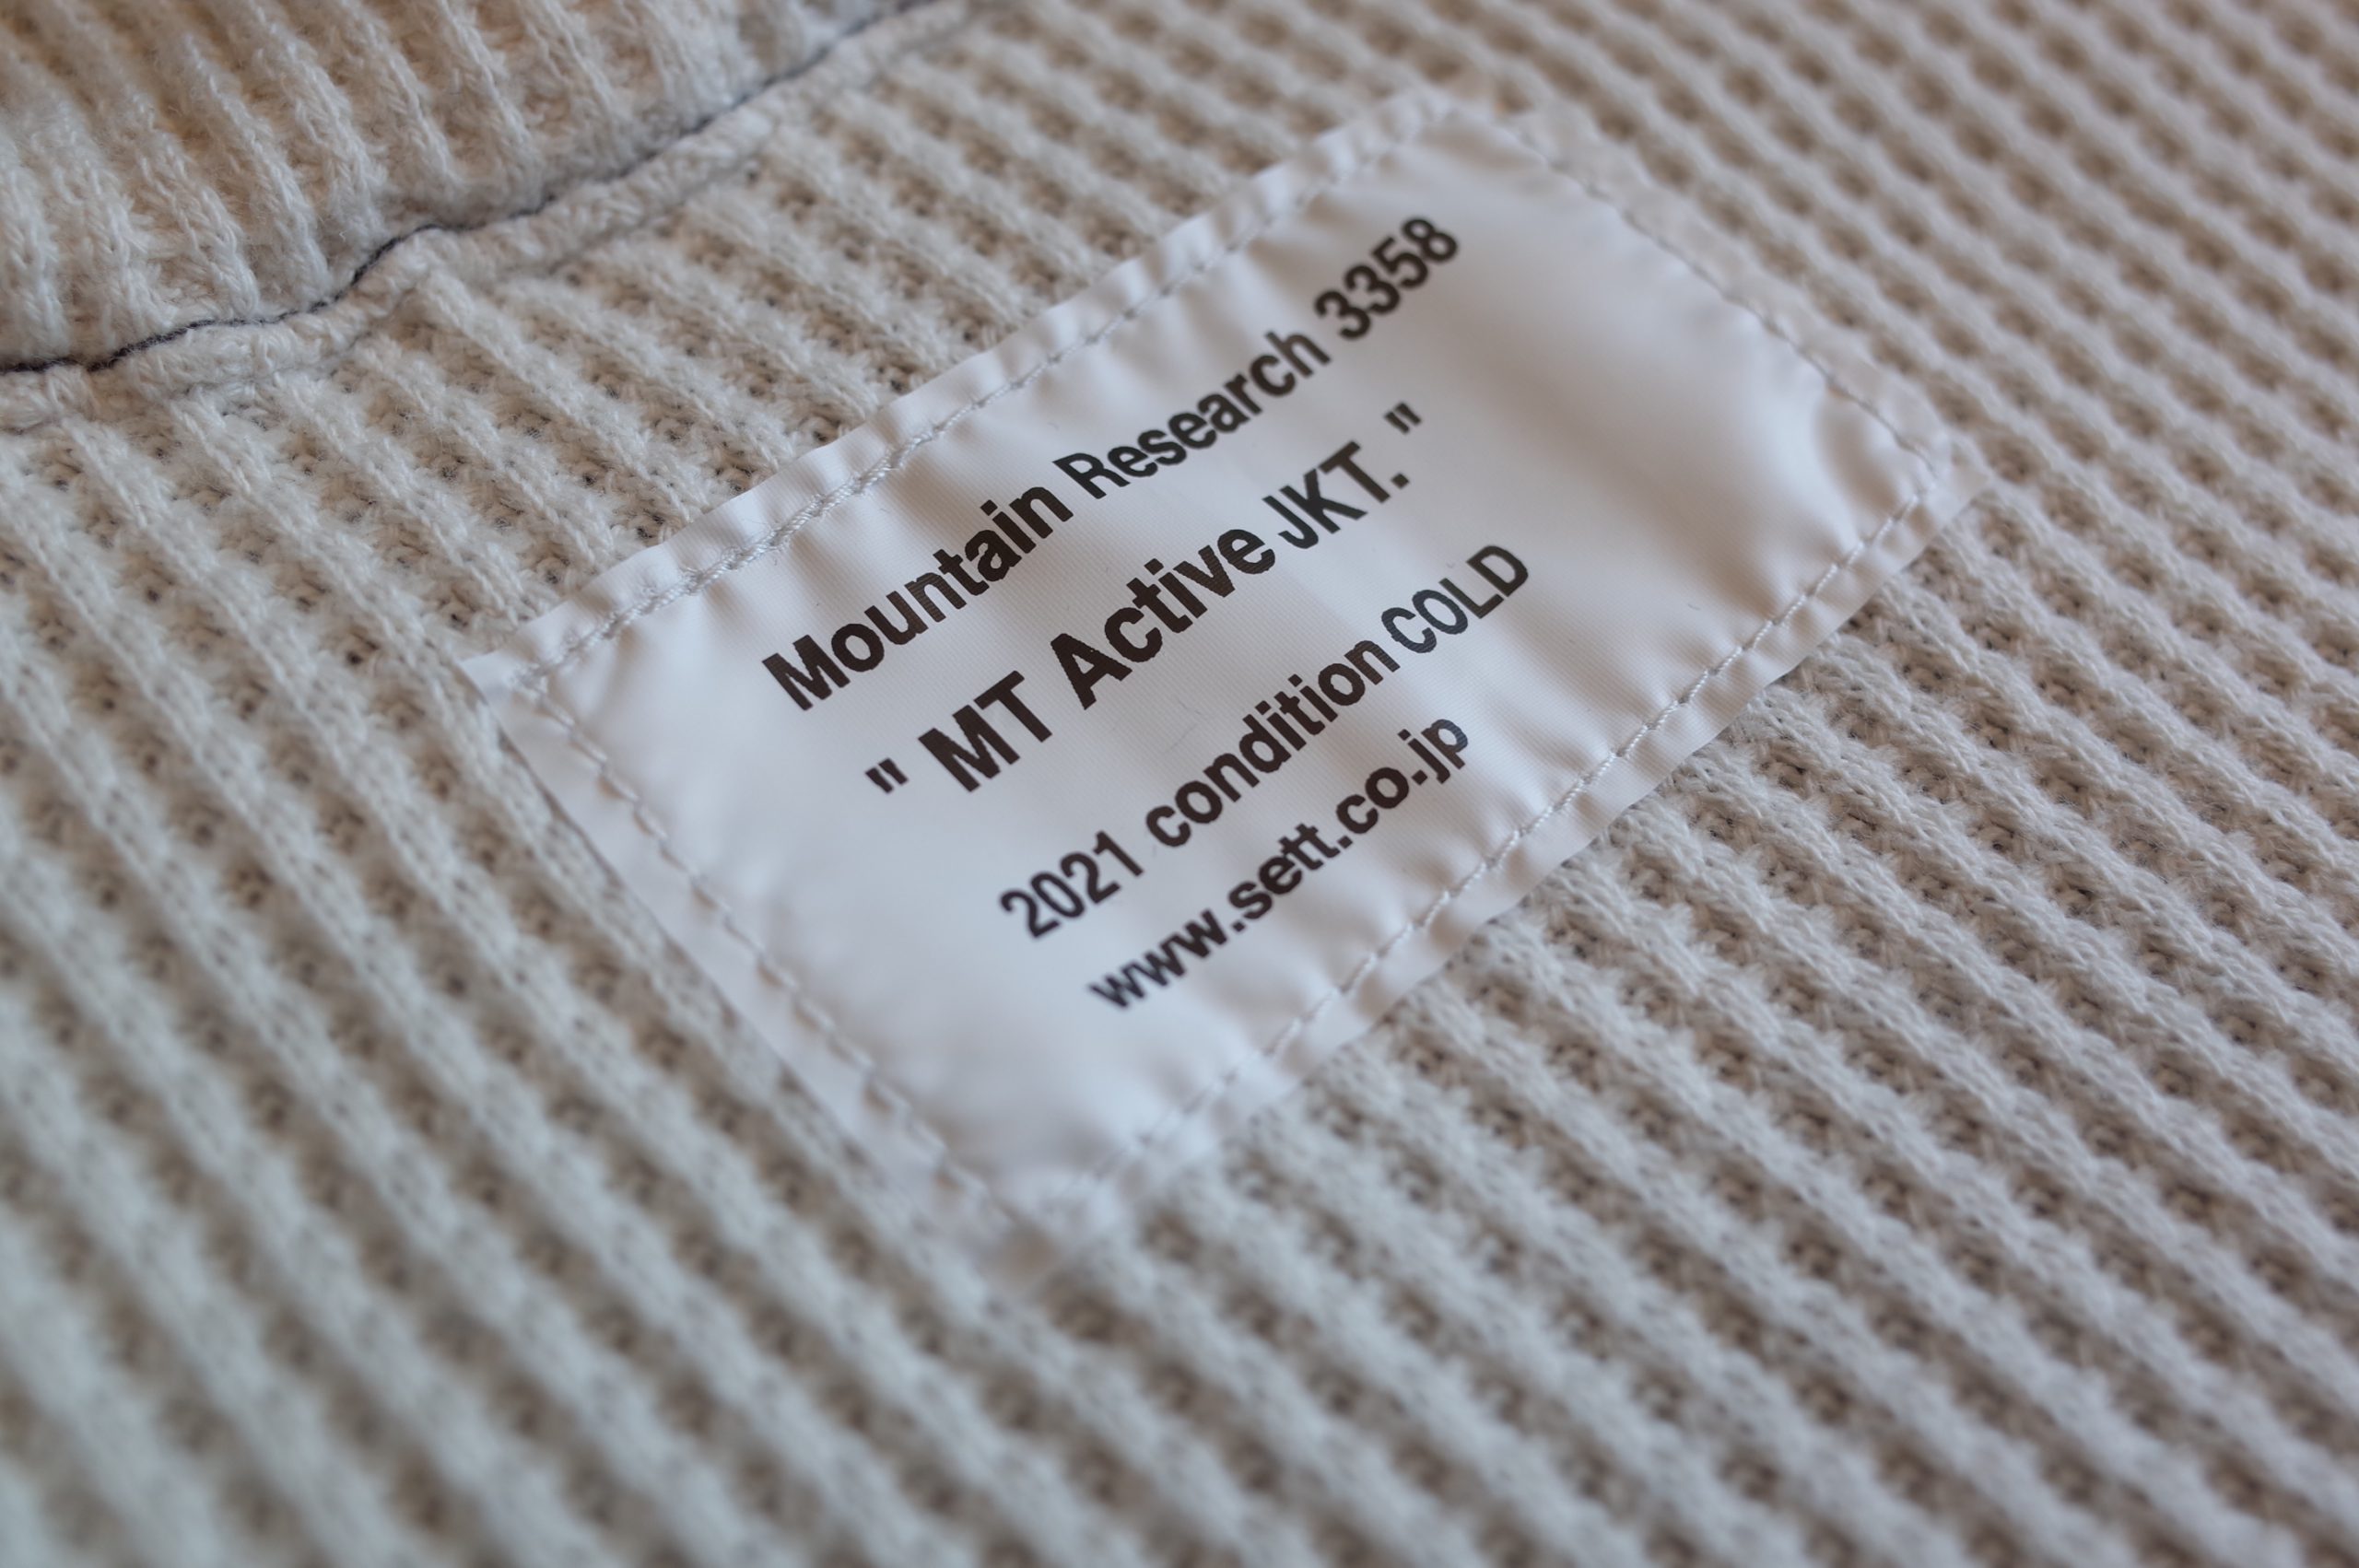 Mountain Research 3358
" MT Active JKT. "
2021 condition COLD
www.sett.co.jp